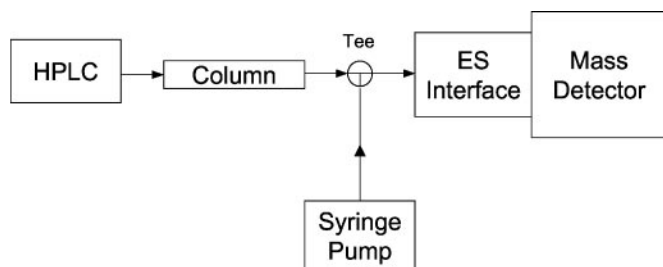 Tee
HPLC
Column
ES
Interface
Mass
Detector
Syringe
Pump